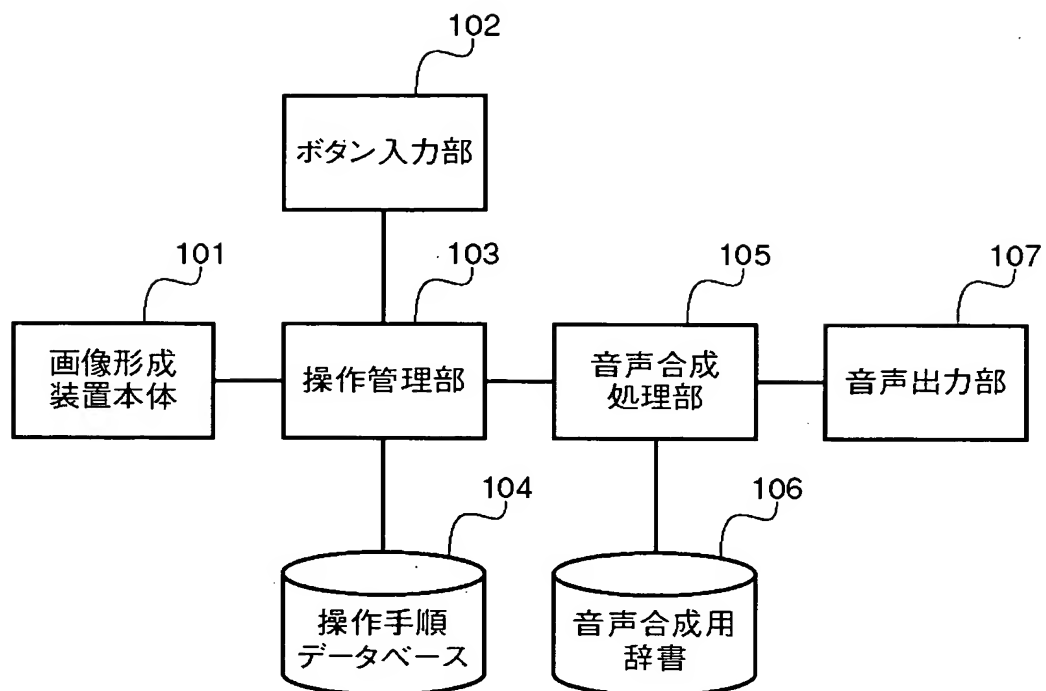 102
ボタン入力部
101
103
105
107
画像形成
装置本体
操作管理部
音声合成
処理部
音声出力部
104
106
操作手順
データベース
音声合成用
辞書